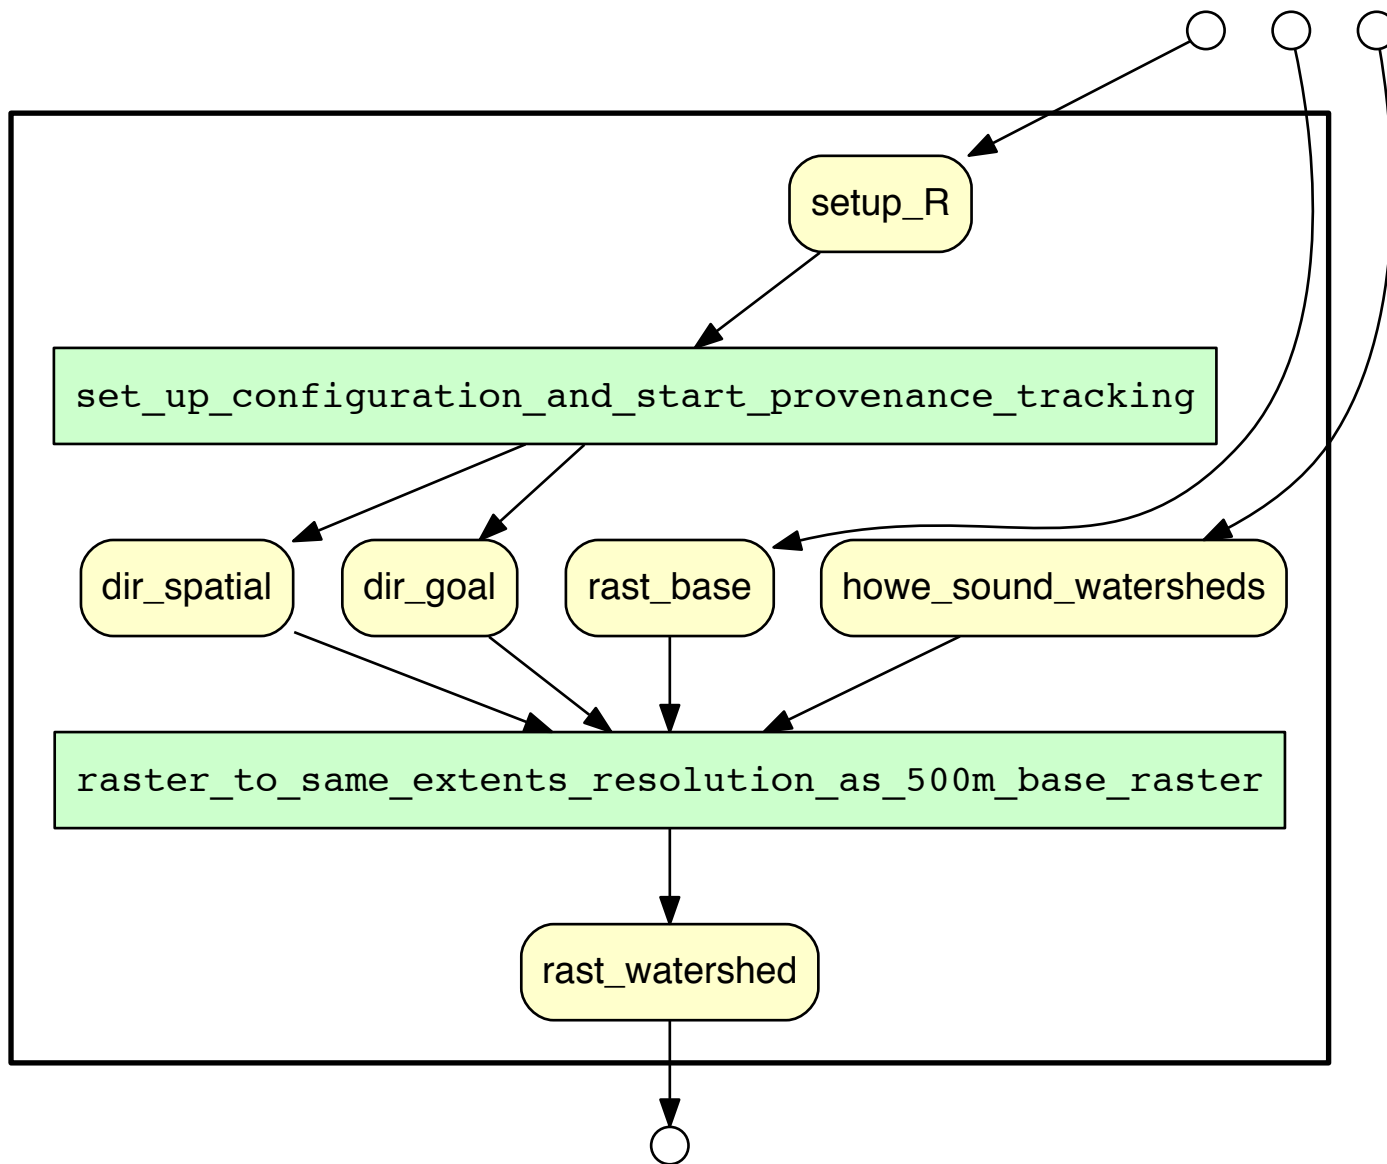 setup_R
set_up_configuration_and_start_provenance_tracking
dir_spatial
dir_goal
rast_base
howe_sound_watersheds
raster_to_same_extents_resolution_as_500m_base_raster
rast_watershed